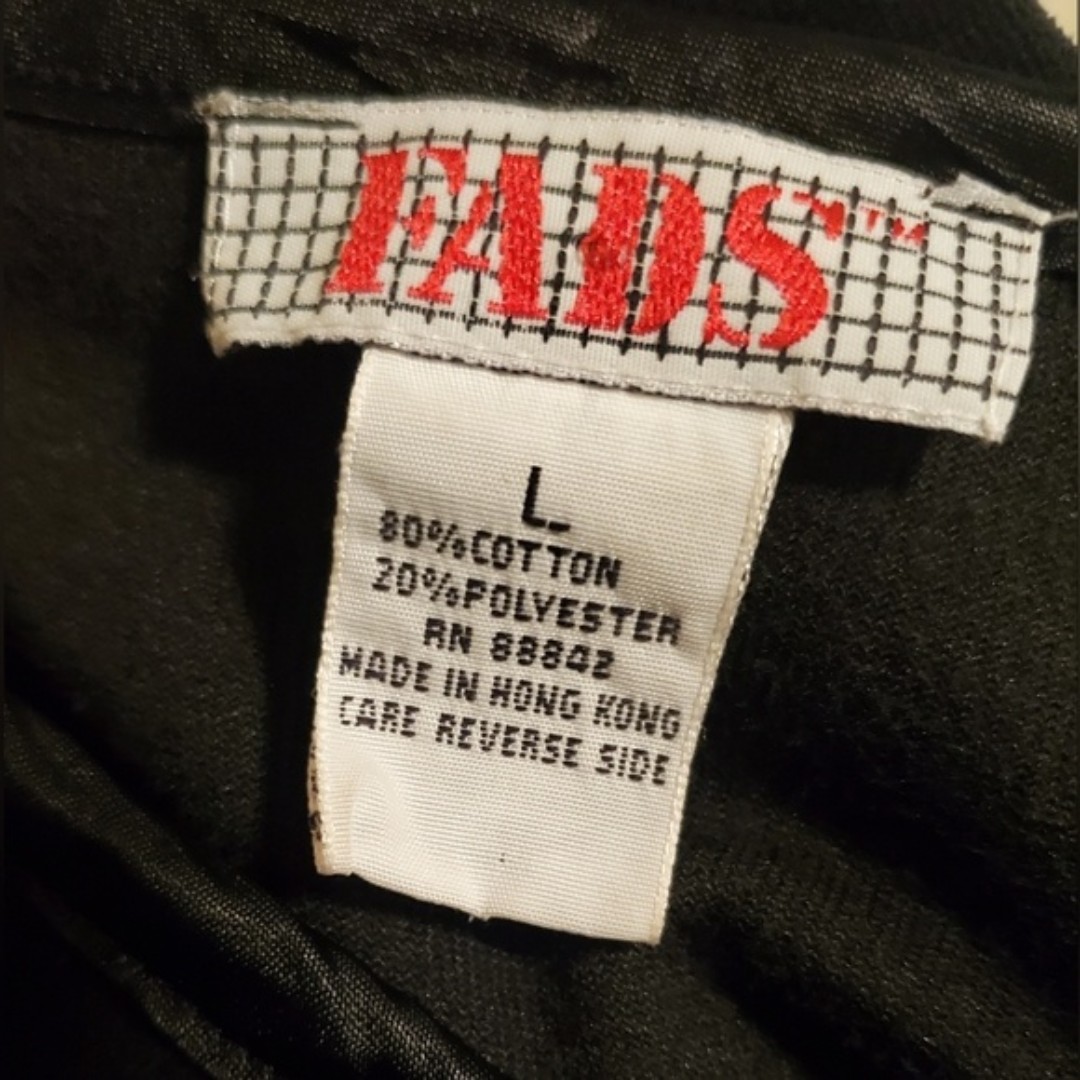 FADS™
L
80%COTTON
20%POLYESTER
RN 88842
MADE IN HONG KONG
CARE REVERSE SIDE